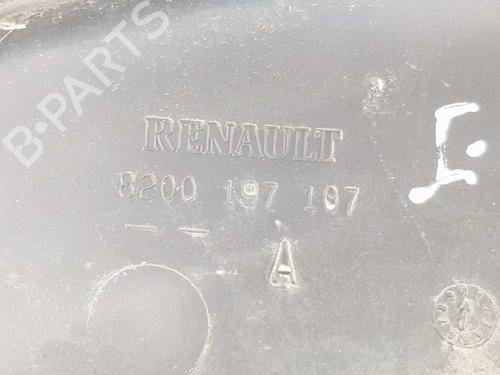 B-PARTS
RENAULT
8200 197 107
-- A
E